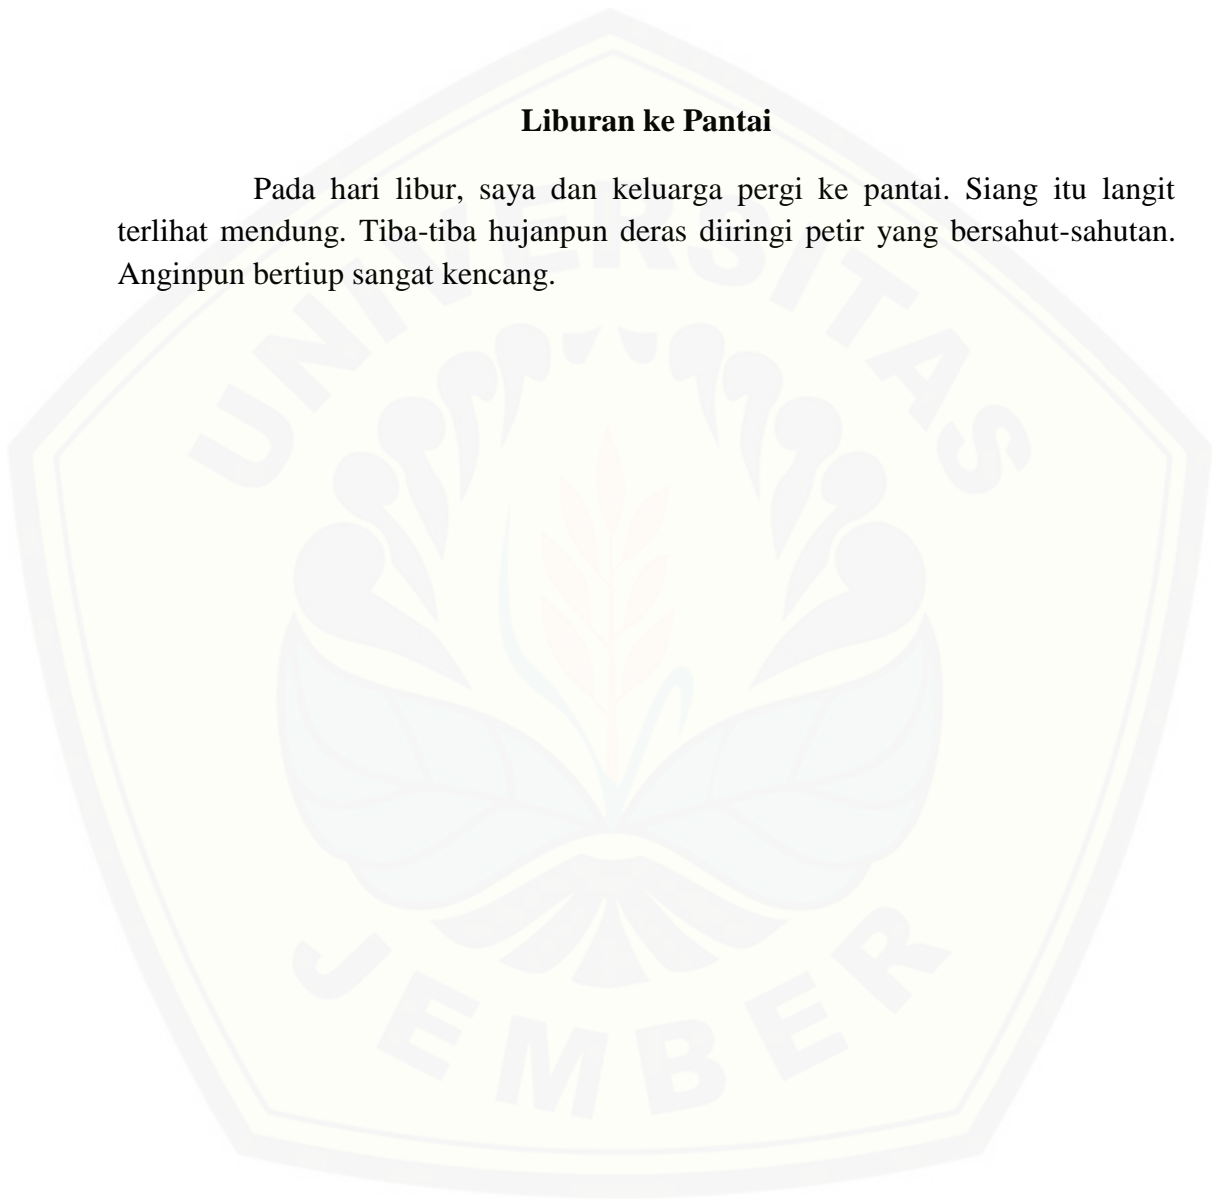 Liburan ke Pantai
Pada hari libur, saya dan keluarga pergi ke pantai. Siang itu langit
terlihat mendung. Tiba-tiba hujanpun deras diiringi petir yang bersahut-sahutan.
Anginpun bertiup sangat kencang.
UNIVERSITAS
JEMBER